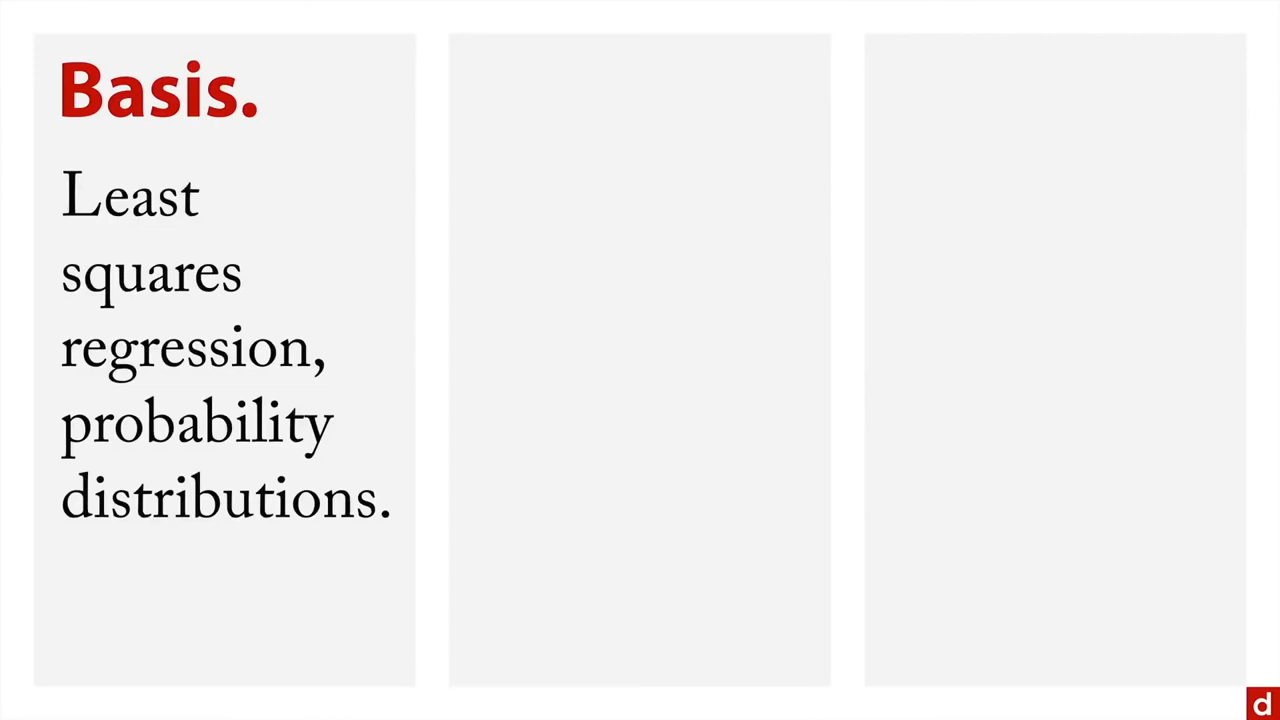 Basis.
Least
squares
regression,
probability
distributions.
d